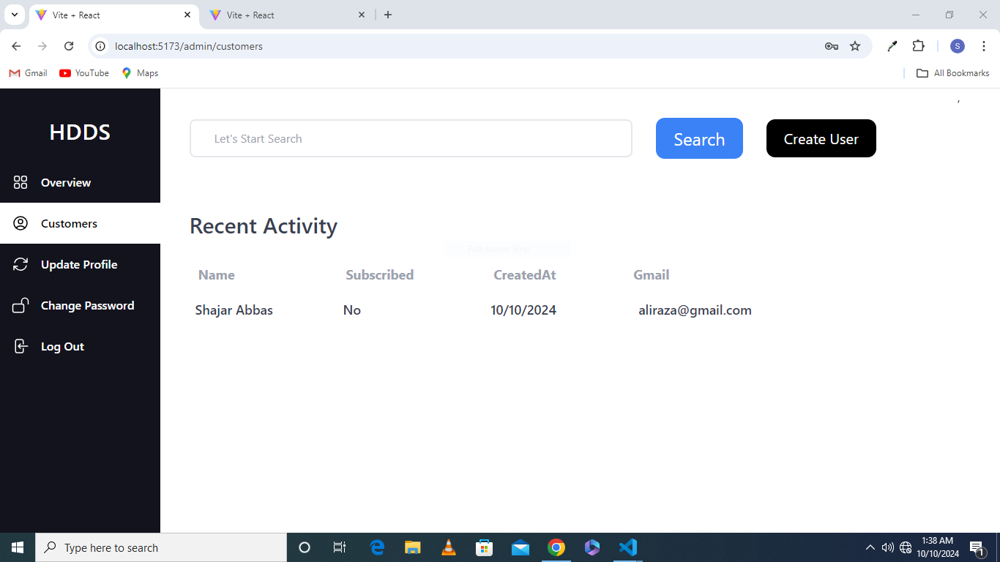 Vite + React
Vite + React
localhost:5173/admin/customers
S
Gmail
YouTube
Maps
All Bookmarks
,
HDDS
Let's Start Search
Search
Create User
Overview
Customers
Recent Activity
Full-screen Snip
Update Profile
Name Subscribed CreatedAt Gmail
Change Password
Shajar Abbas No 10/10/2024 aliraza@gmail.com
Log Out
Type here to search
1:38 AM
10/10/2024
1